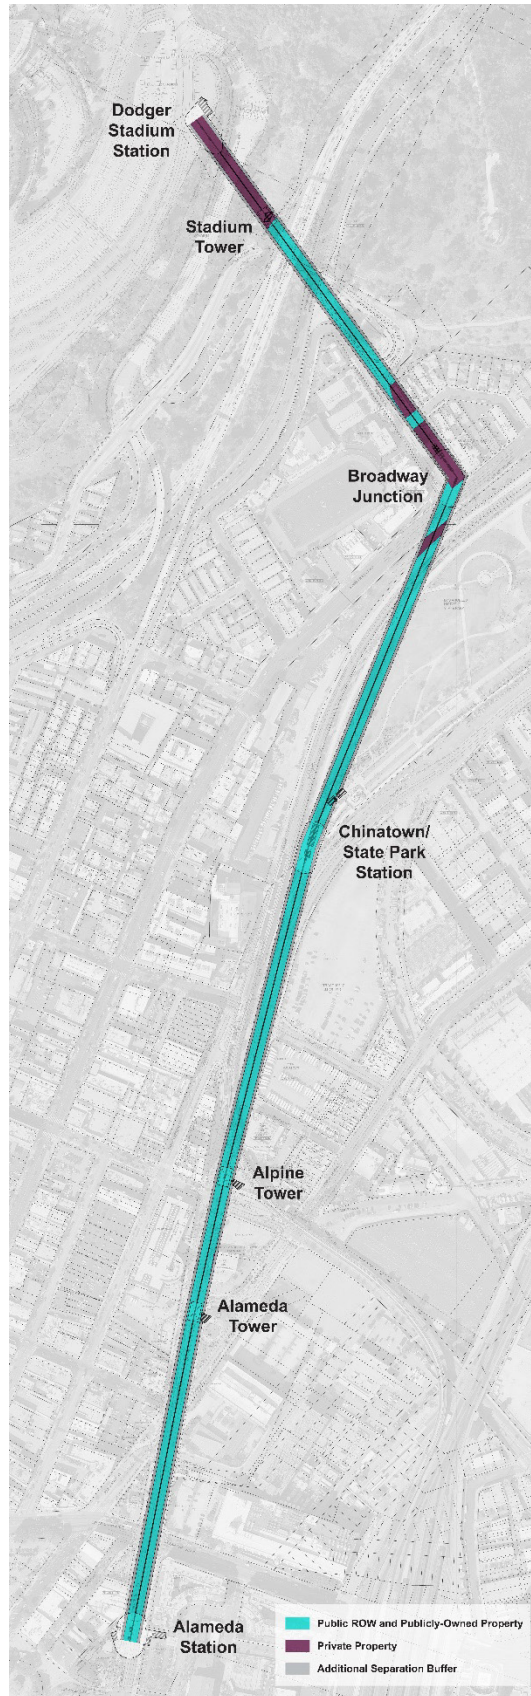 Dodger
Stadium
Station
Stadium
Tower
Broadway
Junction
Chinatown/
State Park
Station
Alpine
Tower
Alameda
Tower
Alameda
Station
Public ROW and Publicly-Owned Property
Private Property
Additional Separation Buffer